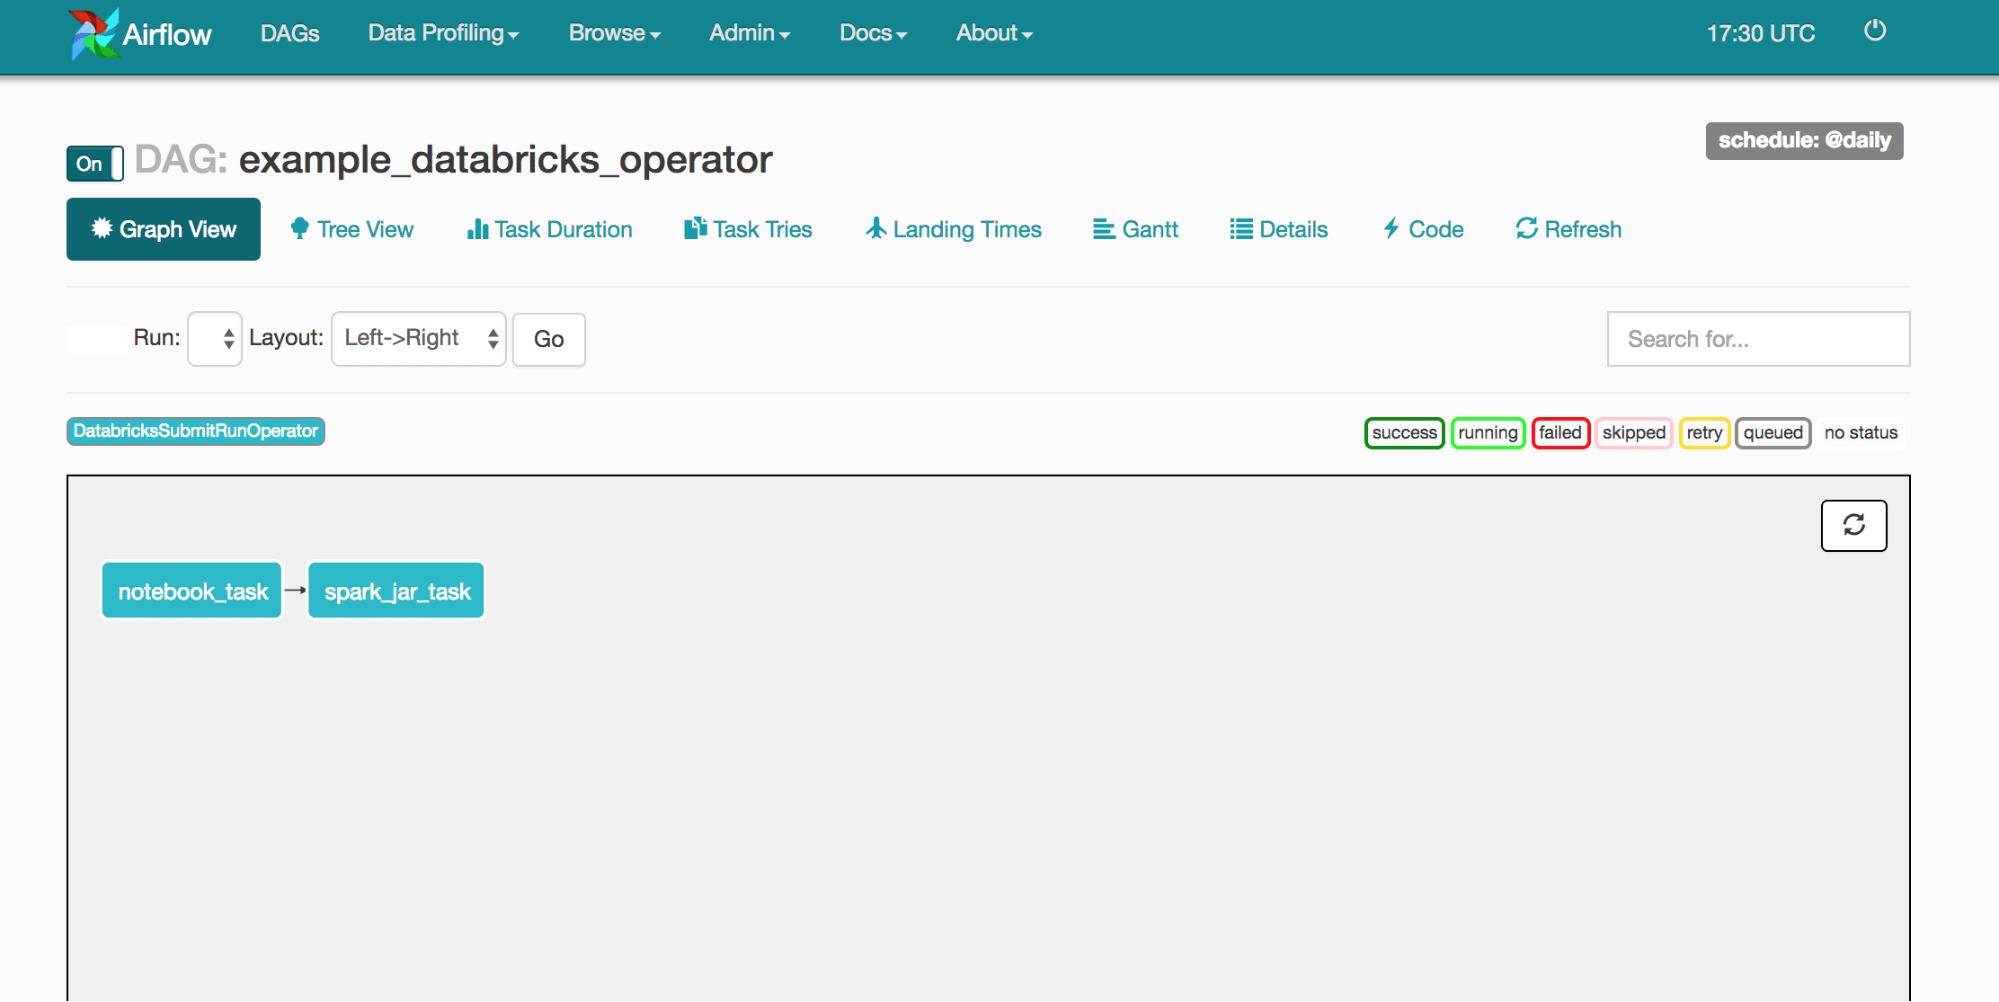 Airflow DAGs Data Profiling Browse Admin Docs About 17:30 UTC
schedule: @daily
On DAG: example_databricks_operator
Graph View Tree View Task Duration Task Tries Landing Times Gantt Details Code Refresh
Run: Layout: Left->Right Go Search for...
DatabricksSubmitRunOperator success running failed skipped retry queued no status
notebook_task spark_jar_task